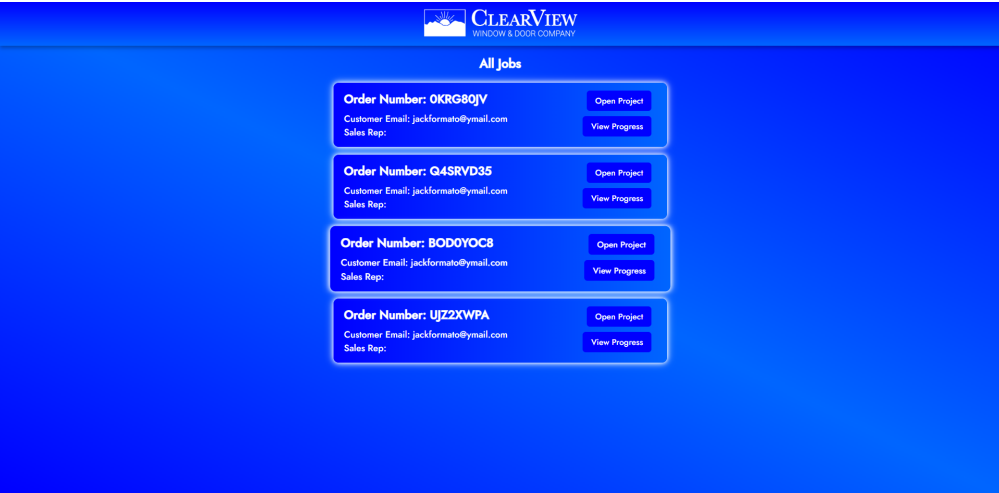 CLEARVIEW
WINDOW & DOOR COMPANY
All Jobs
Order Number: 0KRG80JV
Open Project
Customer Email: jackformato@ymail.com
View Progress
Sales Rep:
Order Number: Q4SRVD35
Open Project
Customer Email: jackformato@ymail.com
View Progress
Sales Rep:
Order Number: BOD0YOC8
Open Project
Customer Email: jackformato@ymail.com
View Progress
Sales Rep:
Order Number: UJZ2XWPA
Open Project
Customer Email: jackformato@ymail.com
View Progress
Sales Rep: